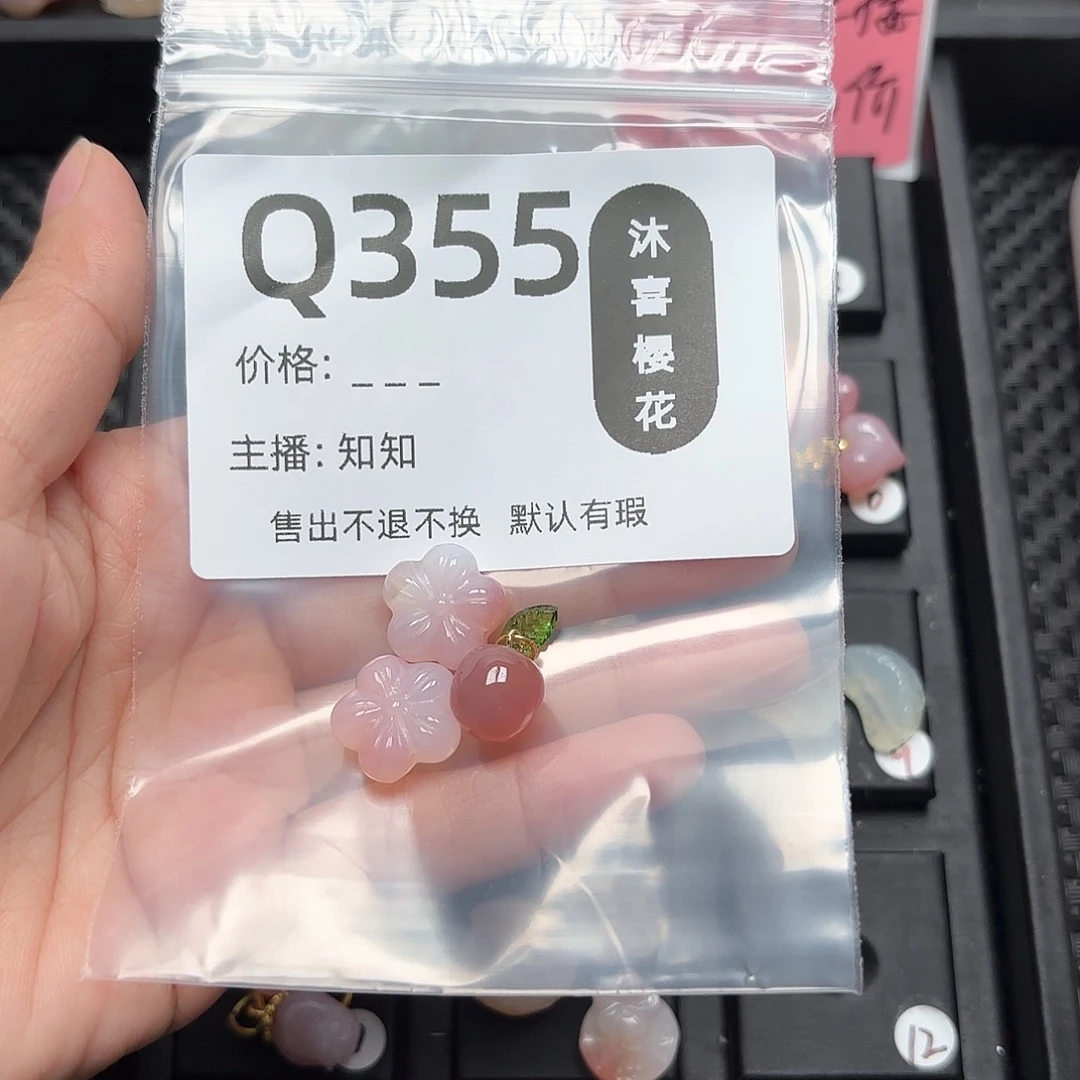 Q355
沐喜樱花
价格: _ _ _
主播: 知知
售出不退不换 默认有瑕
12